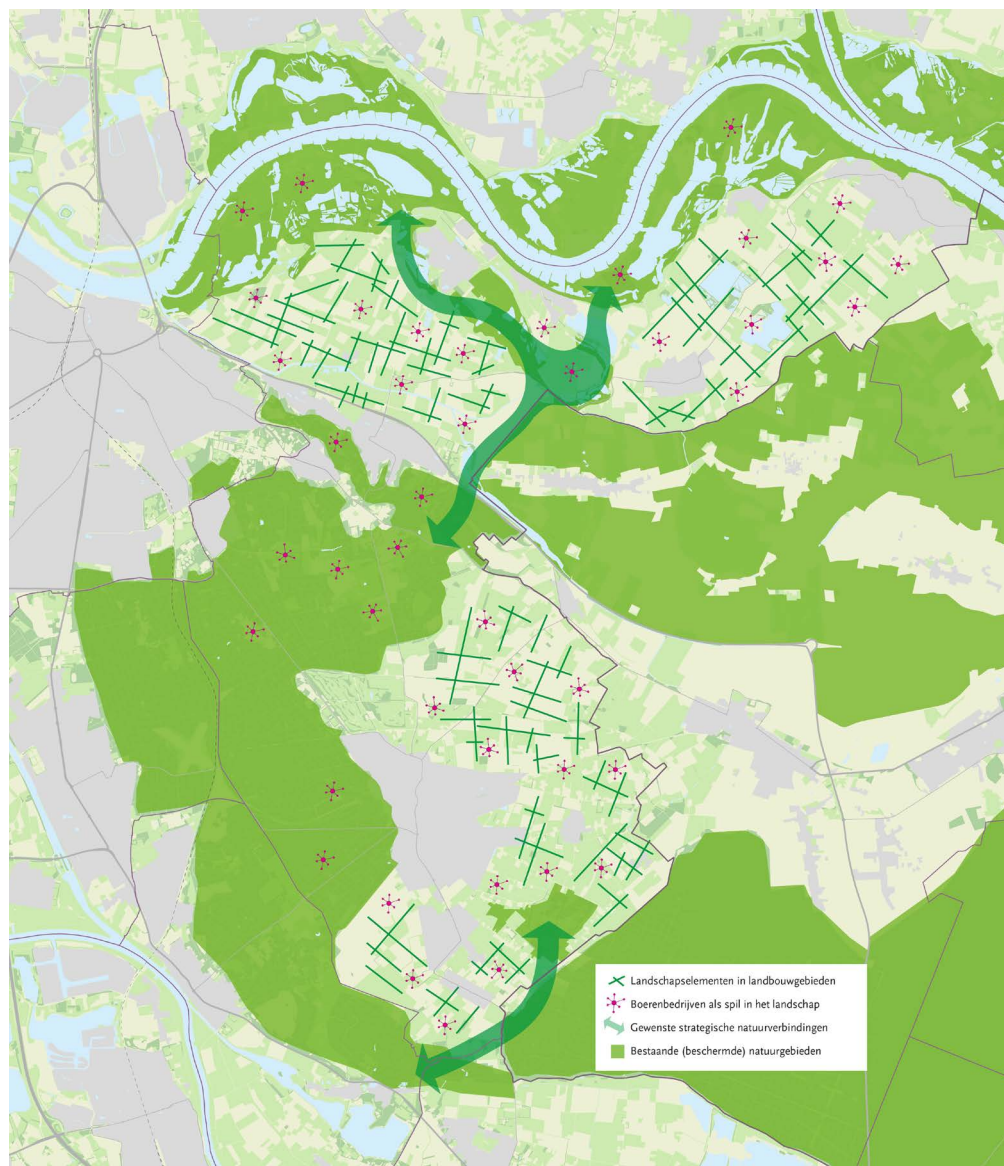 Landschapselementen in landbouwgebieden
Boerenbedrijven als spil in het landschap
Gewenste strategische natuurverbindingen
Bestaande (beschermde) natuurgebieden